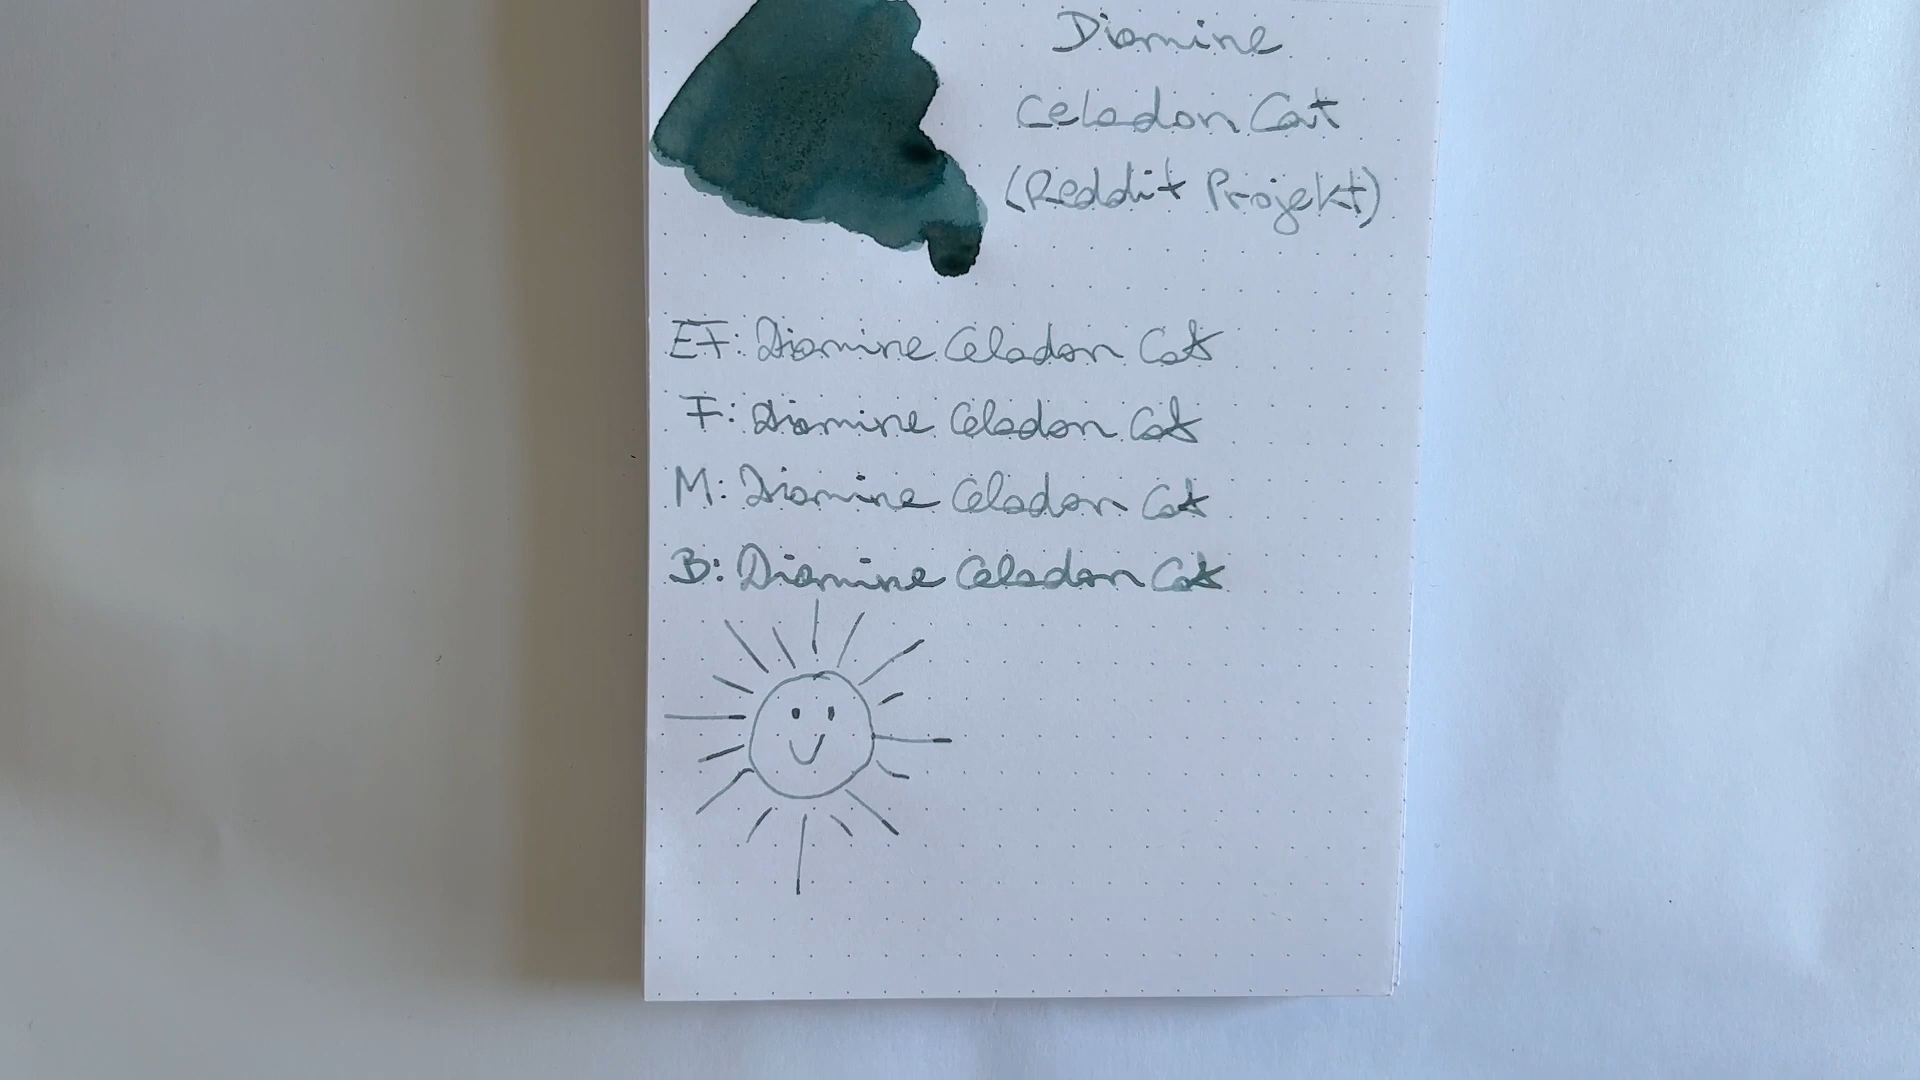 Diamine
Celadon Cat
(Reddit Projekt)
EF: Diamine Celadon Cat
F: Diamine Celadon Cat
M: Diamine Celadon Cat
B: Diamine Celadon Cat